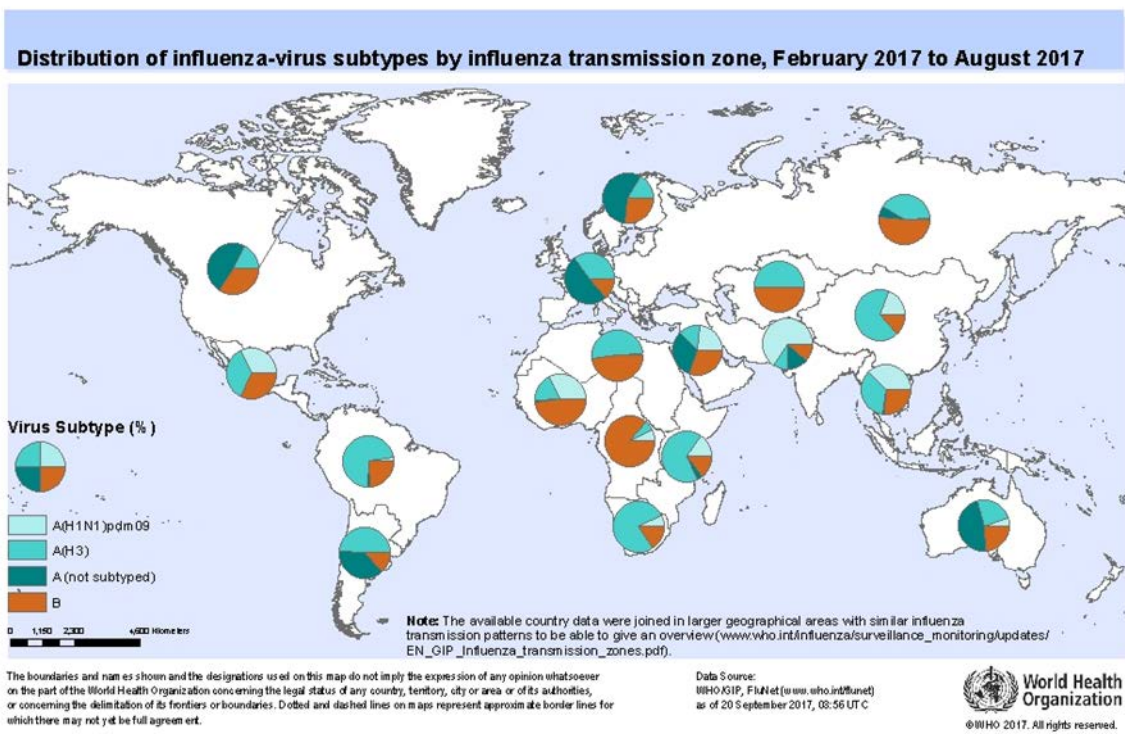 Distribution of influenza-virus subtypes by influenza transmission zone, February 2017 to August 2017
Virus Subtype (%)
A(H1N1)pdm09
A(H3)
A (not subtyped)
B
0 1,150 2,300 4,600 Kilometers
Note: The available country data were joined in larger geographical areas with similar influenza
transmission patterns to be able to give an overview (www.who.int/influenza/surveillance_monitoring/updates/
EN_GIP_Influenza_transmission_zones.pdf).
The boundaries and names shown and the designations used on this map do not imply the expression of any opinion whatsoever
on the part of the World Health Organization concerning the legal status of any country, territory, city or area or of its authorities,
or concerning the delimitation of its frontiers or boundaries. Dotted and dashed lines on maps represent approximate border lines for
which there may not yet be full agreement.
Data Source:
WHO/GIP, FluNet (www.who.int/flunet)
as of 20 September 2017, 03:56 UTC
World Health
Organization
©WHO 2017. All rights reserved.